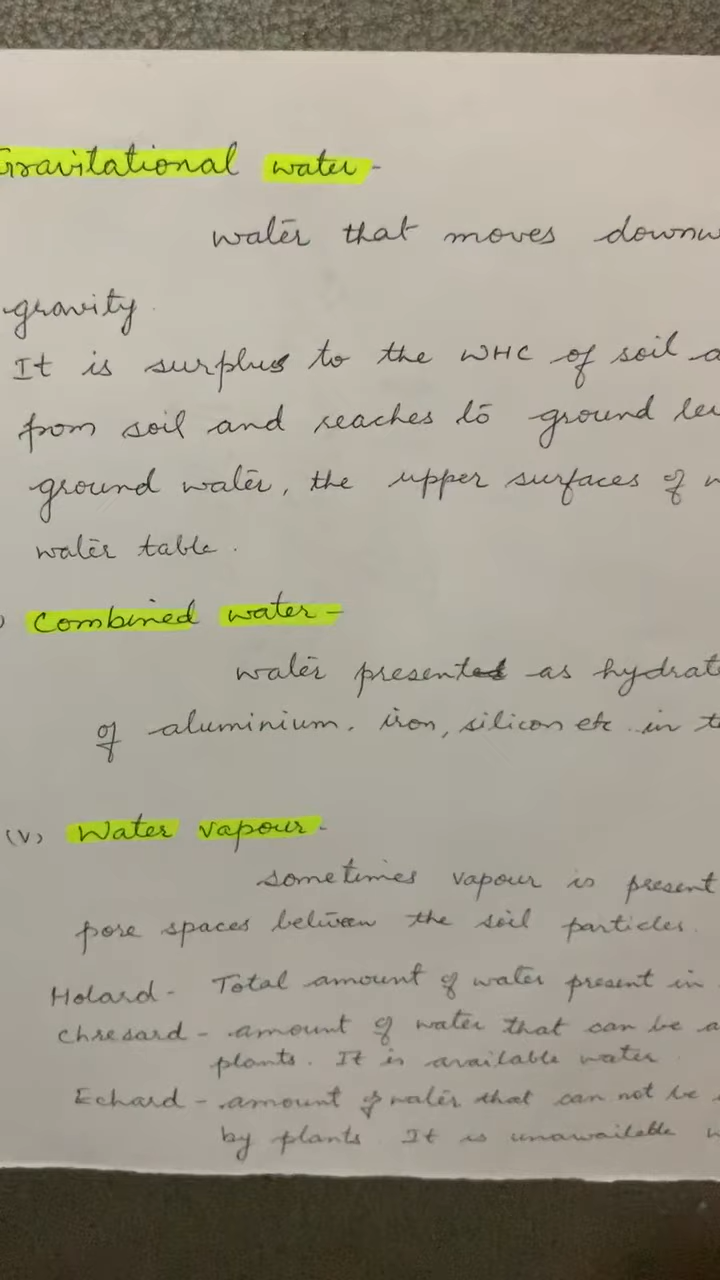 Gravitational water -
water that moves downw
gravity.
It is surplus to the WHC of soil a
from soil and reaches to ground lev
ground water, the upper surfaces of w
water table.
) Combined water -
water present as hydrat
of aluminium, iron, silicon etc. in t
(V) Water vapour -
sometimes vapour is present
pore spaces between the soil particles.
Holard - Total amount of water present in
Chresard - amount of water that can be a
plants. It is available water.
Echard - amount of water that can not be
by plants It is unawailable w